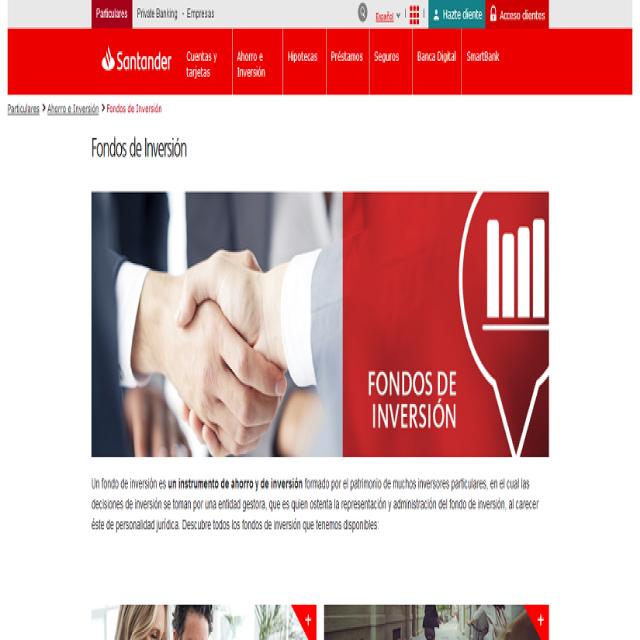 Particulares Private Banking - Empresas Español Hazte cliente Acceso clientes
Santander Cuentas y tarjetas Ahorro e Inversión Hipotecas Préstamos Seguros Banca Digital SmartBank
Particulares > Ahorro e Inversión > Fondos de Inversión
Fondos de Inversión
FONDOS DE
INVERSIÓN
Un fondo de inversión es un instrumento de ahorro y de inversión formado por el patrimonio de muchos inversores particulares, en el cual las
decisiones de inversión se toman por una entidad gestora, que es quien ostenta la representación y administración del fondo de inversión, al carecer
éste de personalidad jurídica. Descubre todos los fondos de inversión que tenemos disponibles: